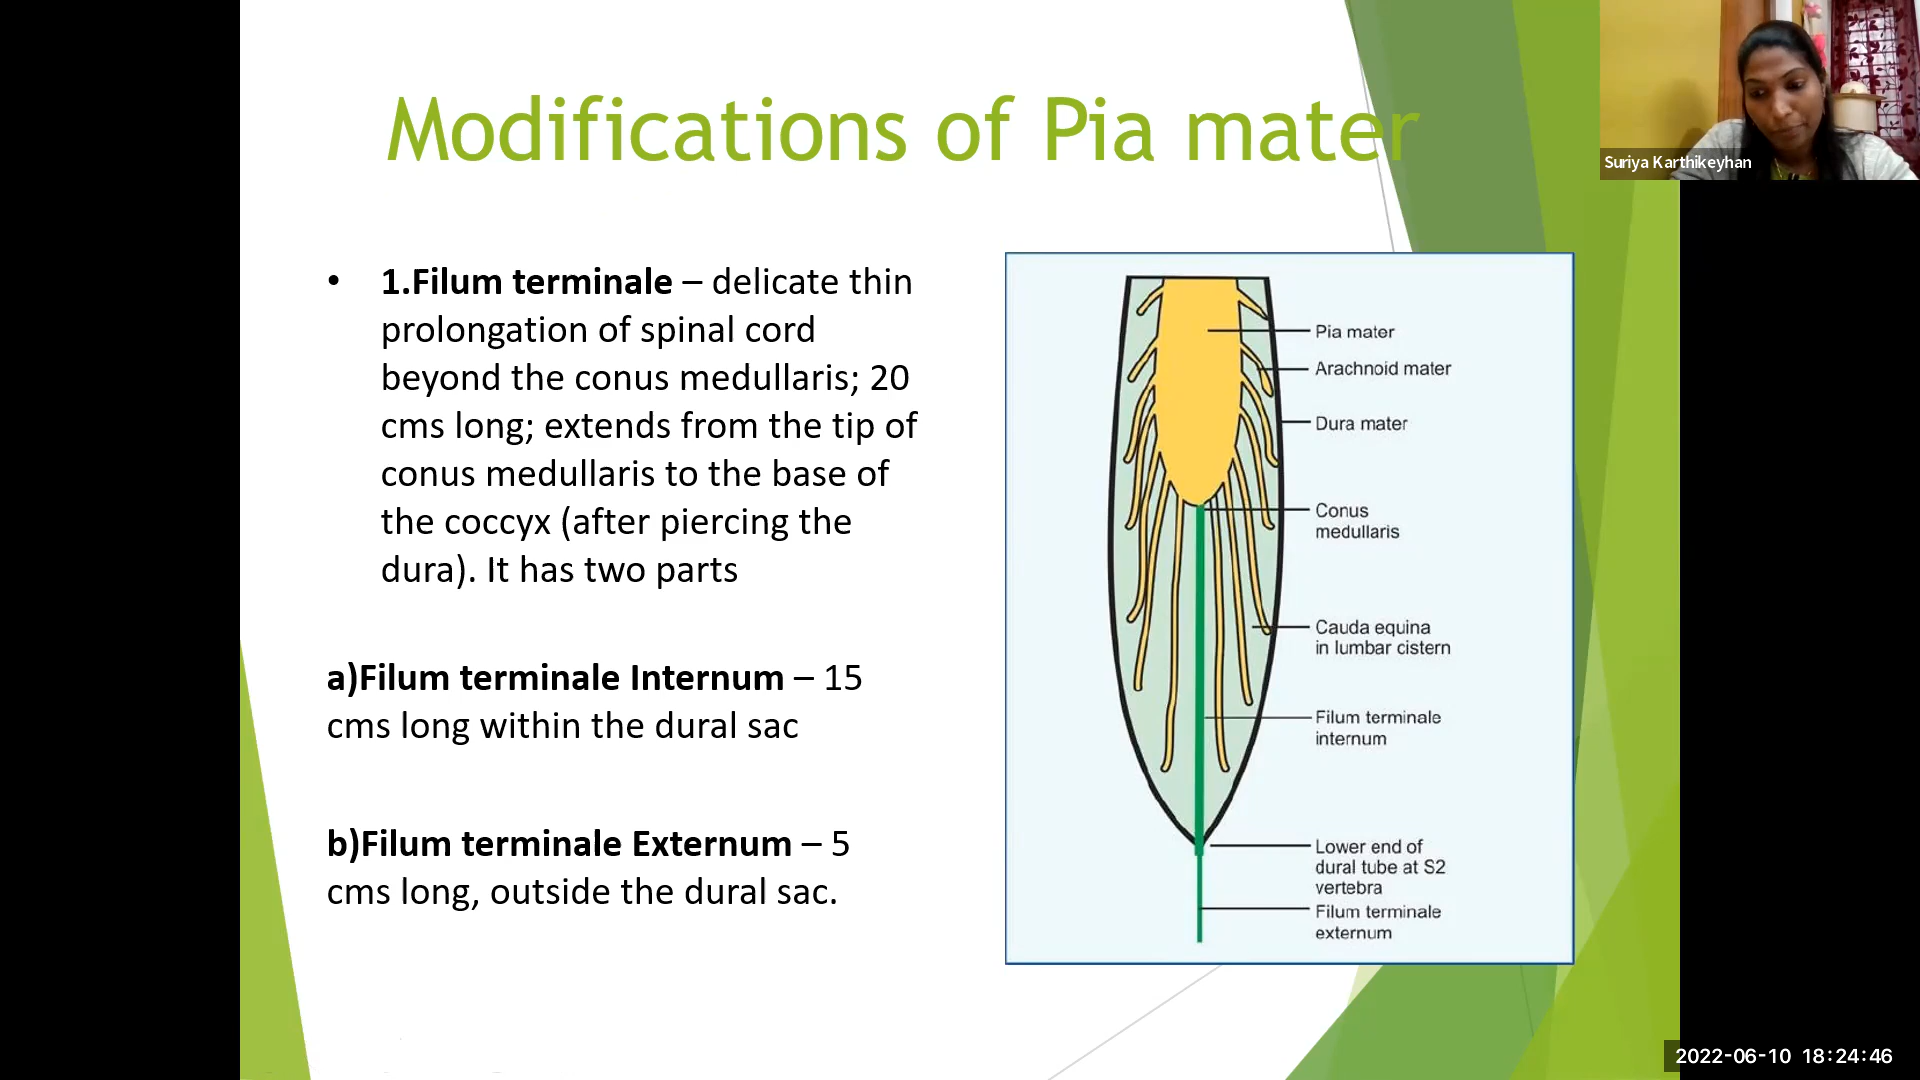 Modifications of Pia mater
Suriya Karthikeyhan
• 1.Filum terminale – delicate thin
prolongation of spinal cord
beyond the conus medullaris; 20
cms long; extends from the tip of
conus medullaris to the base of
the coccyx (after piercing the
dura). It has two parts
a)Filum terminale Internum – 15
cms long within the dural sac
b)Filum terminale Externum – 5
cms long, outside the dural sac.
Pia mater
Arachnoid mater
Dura mater
Conus
medullaris
Cauda equina
in lumbar cistern
Filum terminale
internum
Lower end of
dural tube at S2
vertebra
Filum terminale
externum
2022-06-10 18:24:46